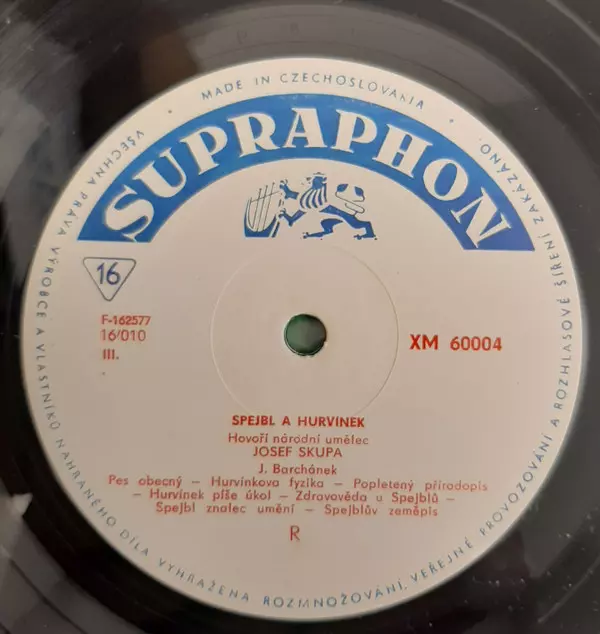 MADE IN CZECHOSLOVAKIA
SUPRAPHON
16
F-162577
16/010
III.
XM 60004
SPEJBL A HURVINEK
Hovoří národní umělec
JOSEF SKUPA
J. Barchánek
Pes obecný – Hurvínkova fyzika – Popletený přírodopis
– Hurvínek píše úkol – Zdravověda u Spejblů –
Spejbl znalec umění – Spejblův zeměpis
R
VŠECHNA PRÁVA VÝROBCE A VLASTNÍKŮ NAHRANÉHO DÍLA VYHRAŽENA ROZMNOŽOVÁNÍ, VEŘEJNÉ PROVOZOVÁNÍ A ROZHLASOVÉ ŠÍŘENÍ ZAKÁZÁNO